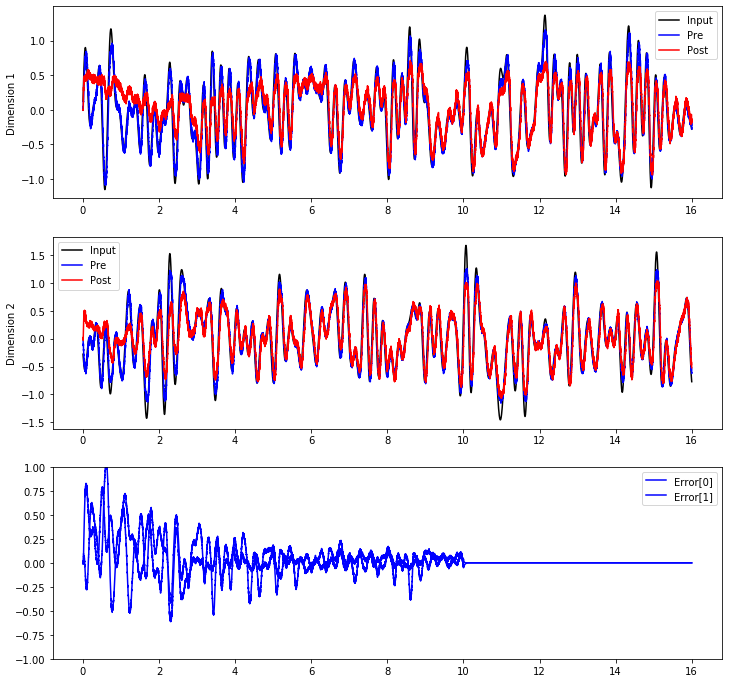 Dimension 1
1.0
0.5
0.0
−0.5
−1.0
Input
Pre
Post
0 2 4 6 8 10 12 14 16
Dimension 2
1.5
1.0
0.5
0.0
−0.5
−1.0
−1.5
Input
Pre
Post
0 2 4 6 8 10 12 14 16
1.00
0.75
0.50
0.25
0.00
−0.25
−0.50
−0.75
−1.00
Error[0]
Error[1]
0 2 4 6 8 10 12 14 16